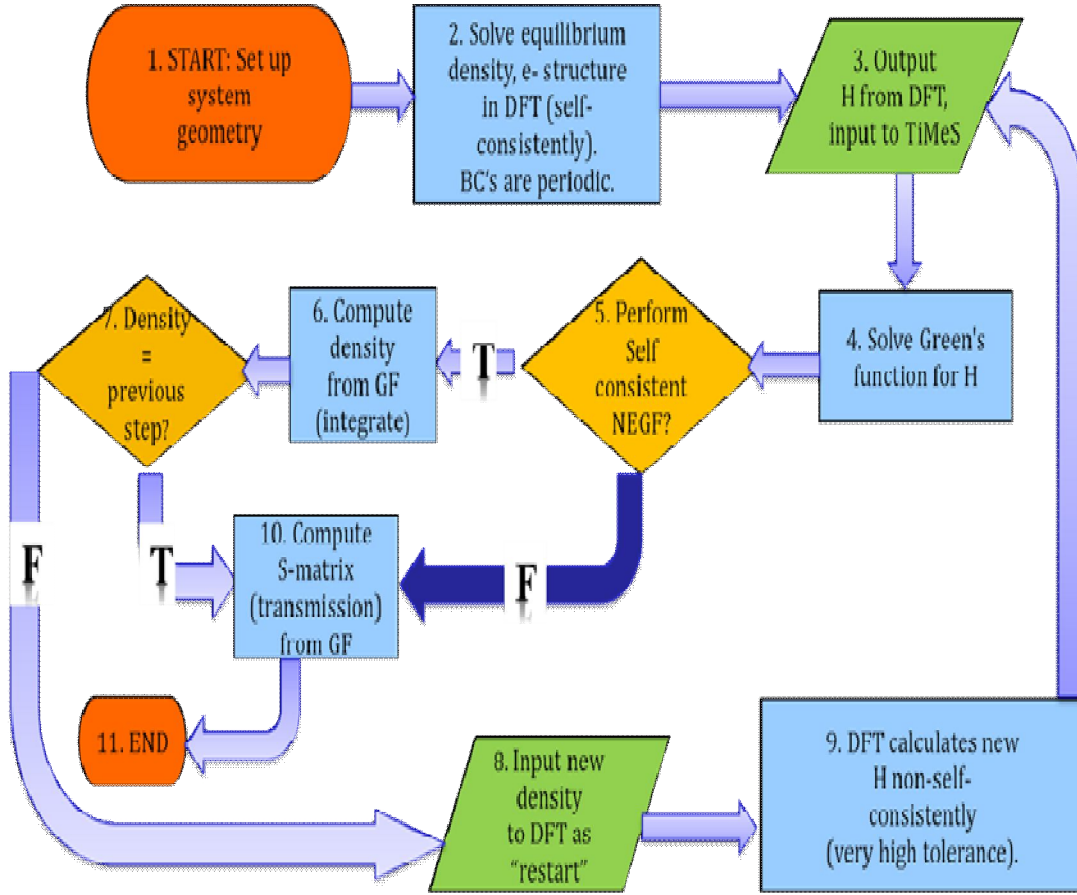 1. START: Set up
system
geometry
2. Solve equilibrium
density, e- structure
in DFT (self-
consistently).
BC's are periodic.
3. Output
H from DFT,
input to TiMeS
4. Solve Green's
function for H
5. Perform
Self
consistent
NEGF?
T
6. Compute
density
from GF
(integrate)
7. Density
=
previous
step?
F
T
F
10. Compute
S-matrix
(transmission)
from GF
11. END
8. Input new
density
to DFT as
“restart”
9. DFT calculates new
H non-self-
consistently
(very high tolerance).